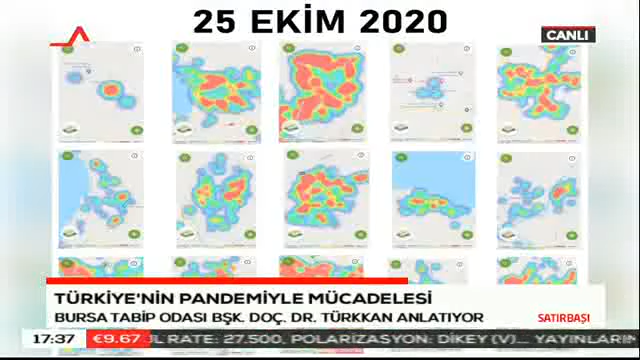 25 EKİM 2020
CANLI
TÜRKİYE'NİN PANDEMİYLE MÜCADELESİ
BURSA TABİP ODASI BŞK. DOÇ. DR. TÜRKKAN ANLATIYOR
SATIRBAŞI
17:37 €9.67 L RATE: 27.500, POLARİZASYON: DİKEY (V)... YAYINLARIN